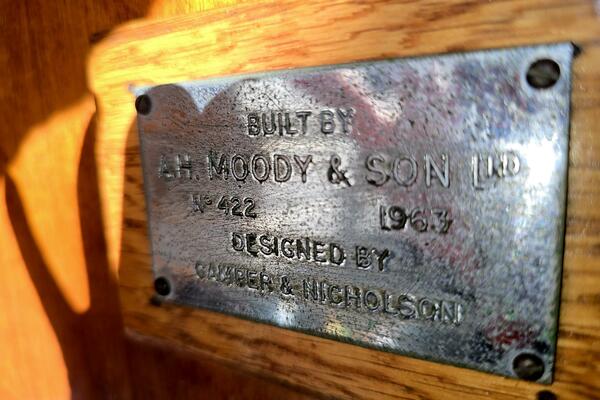 BUILT BY
A.H. MOODY & SON LTD
Nº 422 1963
DESIGNED BY
CAMPER & NICHOLSON